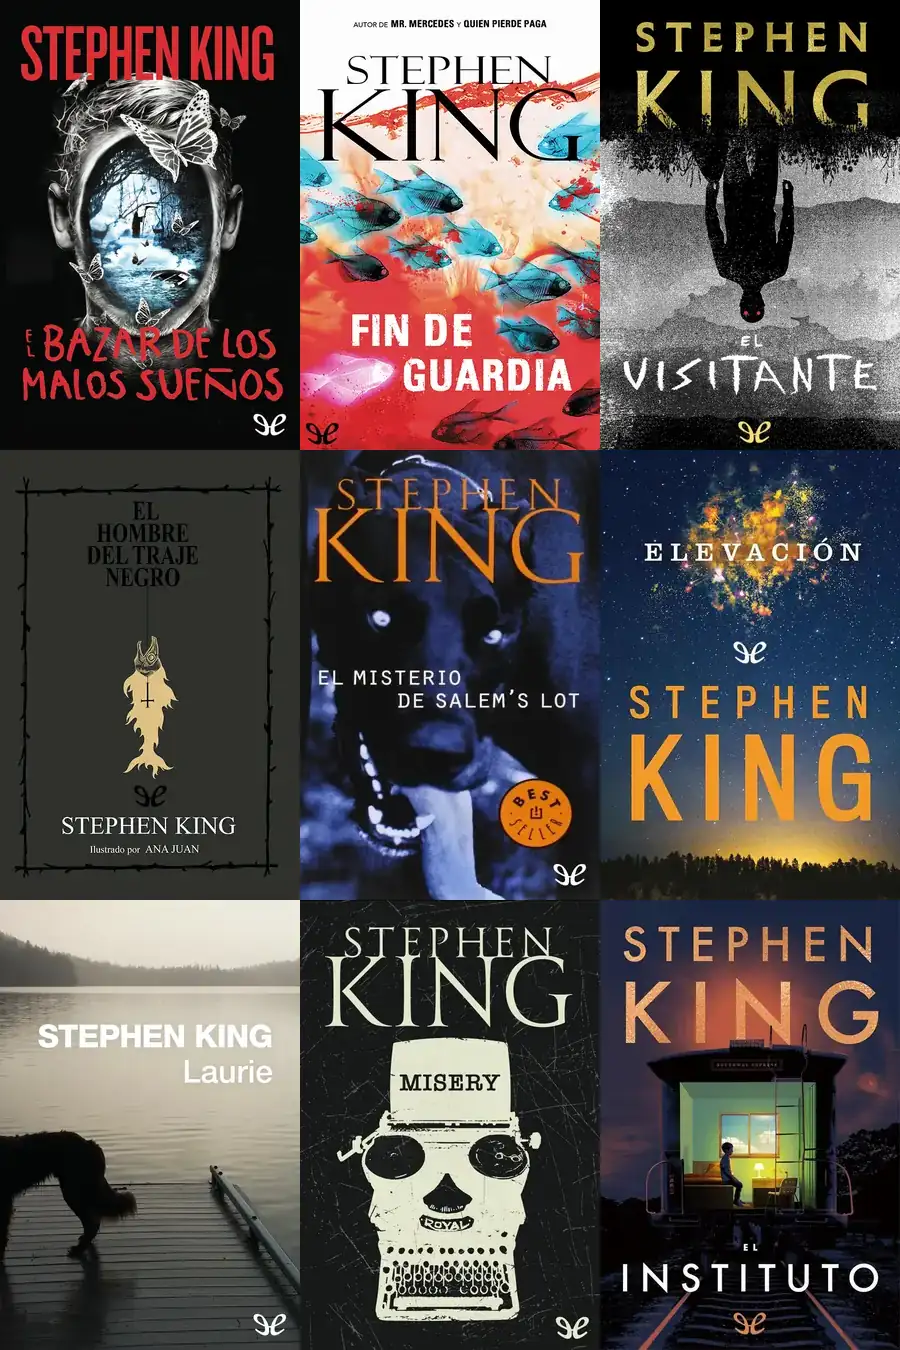 STEPHEN KING
EL BAZAR DE LOS
MALOS SUEÑOS
AUTOR DE MR. MERCEDES Y QUIEN PIERDE PAGA
STEPHEN
KING
FIN DE
GUARDIA
STEPHEN
KING
EL
VISITANTE
EL
HOMBRE
DEL TRAJE
NEGRO
STEPHEN KING
Ilustrado por ANA JUAN
STEPHEN
KING
EL MISTERIO
DE SALEM'S LOT
BEST
SELLER
ELEVACIÓN
STEPHEN
KING
STEPHEN KING
Laurie
STEPHEN
KING
MISERY
ROYAL
STEPHEN
KING
EL
INSTITUTO